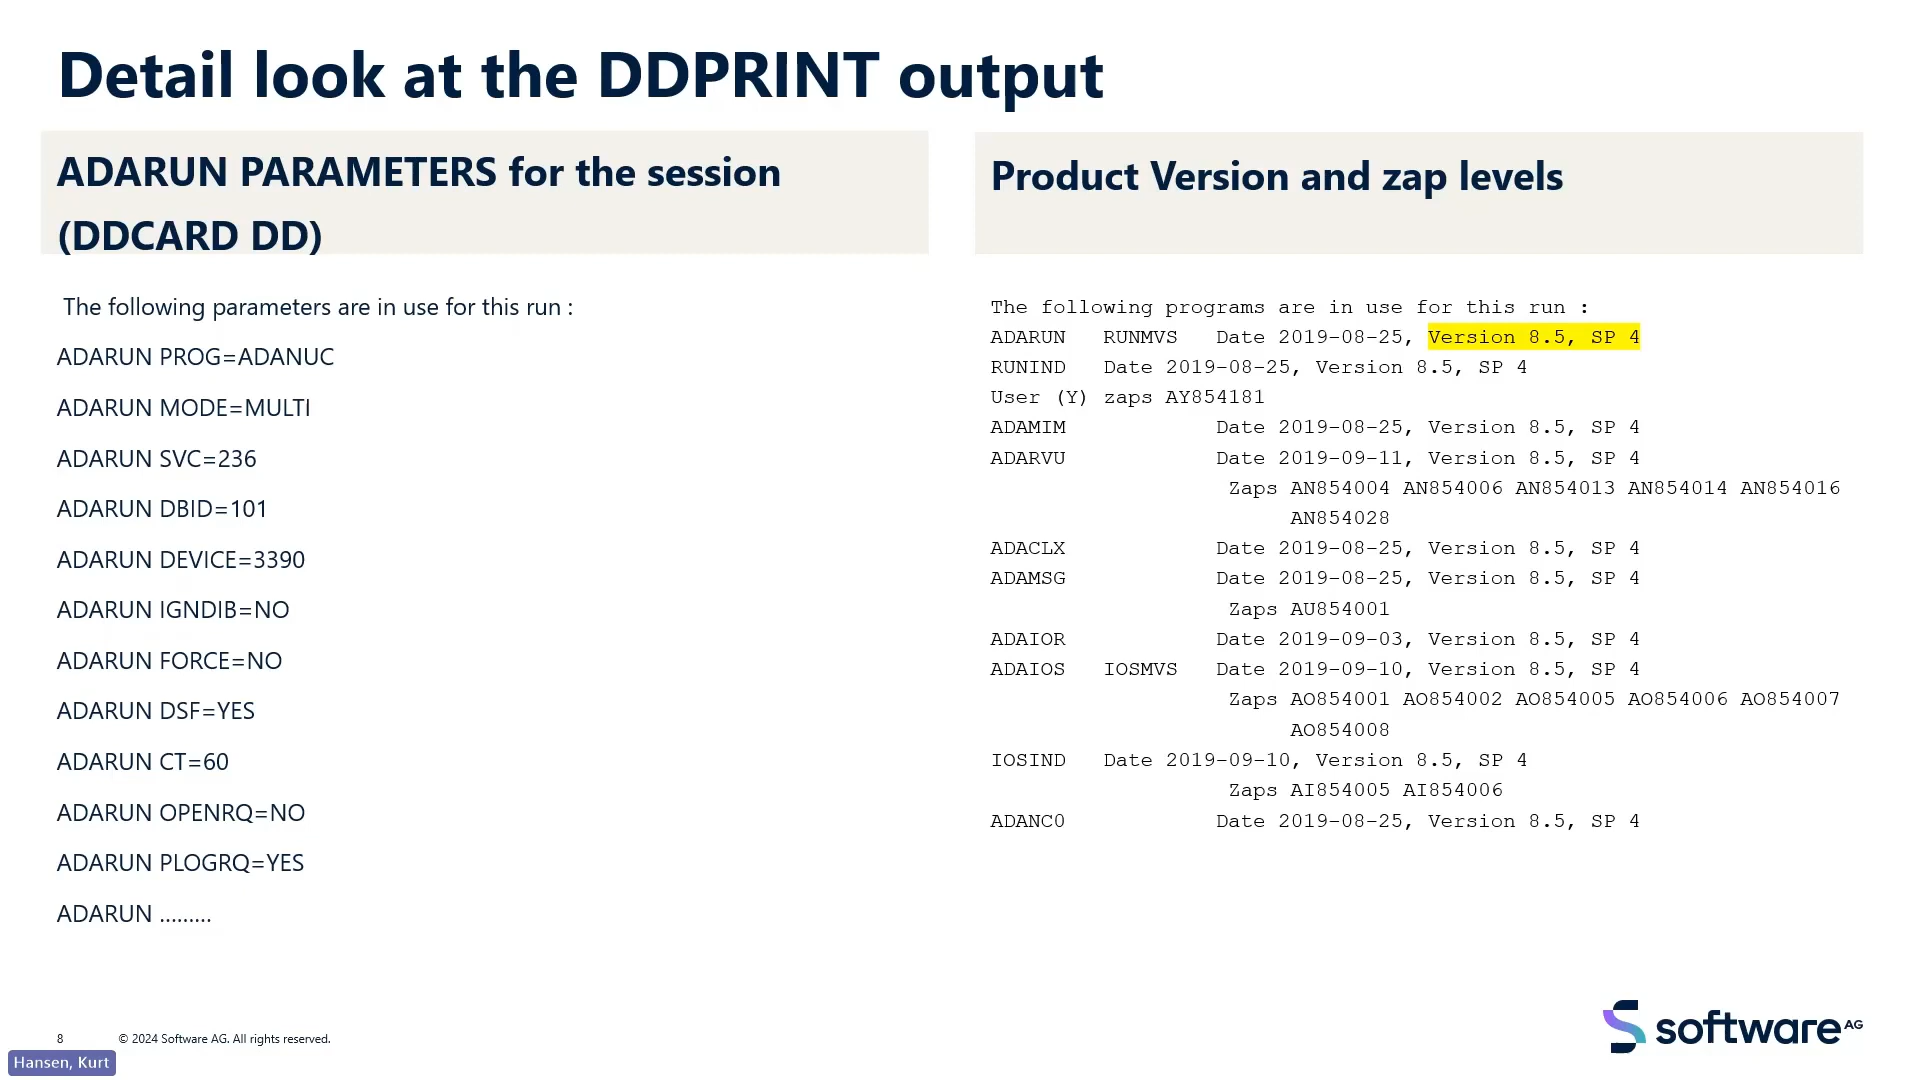 Detail look at the DDPRINT output
ADARUN PARAMETERS for the session
(DDCARD DD)
The following parameters are in use for this run :
ADARUN PROG=ADANUC
ADARUN MODE=MULTI
ADARUN SVC=236
ADARUN DBID=101
ADARUN DEVICE=3390
ADARUN IGNDIB=NO
ADARUN FORCE=NO
ADARUN DSF=YES
ADARUN CT=60
ADARUN OPENRQ=NO
ADARUN PLOGRQ=YES
ADARUN .........
Product Version and zap levels
The following programs are in use for this run :
ADARUN RUNMVS Date 2019-08-25, Version 8.5, SP 4
RUNIND Date 2019-08-25, Version 8.5, SP 4
User (Y) zaps AY854181
ADAMIM Date 2019-08-25, Version 8.5, SP 4
ADARVU Date 2019-09-11, Version 8.5, SP 4
Zaps AN854004 AN854006 AN854013 AN854014 AN854016
AN854028
ADACLX Date 2019-08-25, Version 8.5, SP 4
ADAMSG Date 2019-08-25, Version 8.5, SP 4
Zaps AU854001
ADAIOR Date 2019-09-03, Version 8.5, SP 4
ADAIOS IOSMVS Date 2019-09-10, Version 8.5, SP 4
Zaps AO854001 AO854002 AO854005 AO854006 AO854007
AO854008
IOSIND Date 2019-09-10, Version 8.5, SP 4
Zaps AI854005 AI854006
ADANC0 Date 2019-08-25, Version 8.5, SP 4
8 © 2024 Software AG. All rights reserved.
Hansen, Kurt
software AG